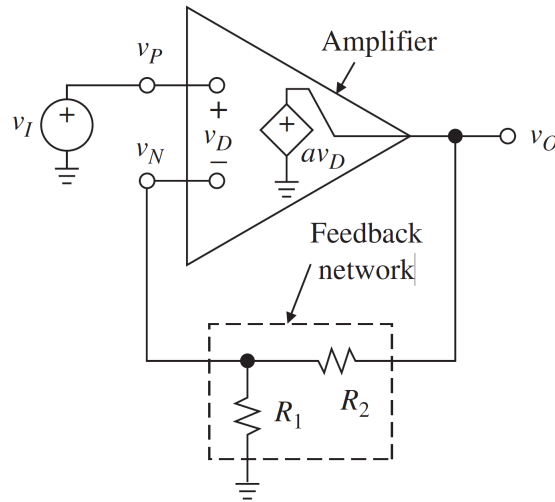 Amplifier
v_P
+
v_I
+
v_D
+
v_N
−
av_D
v_O
Feedback
network
R_1
R_2